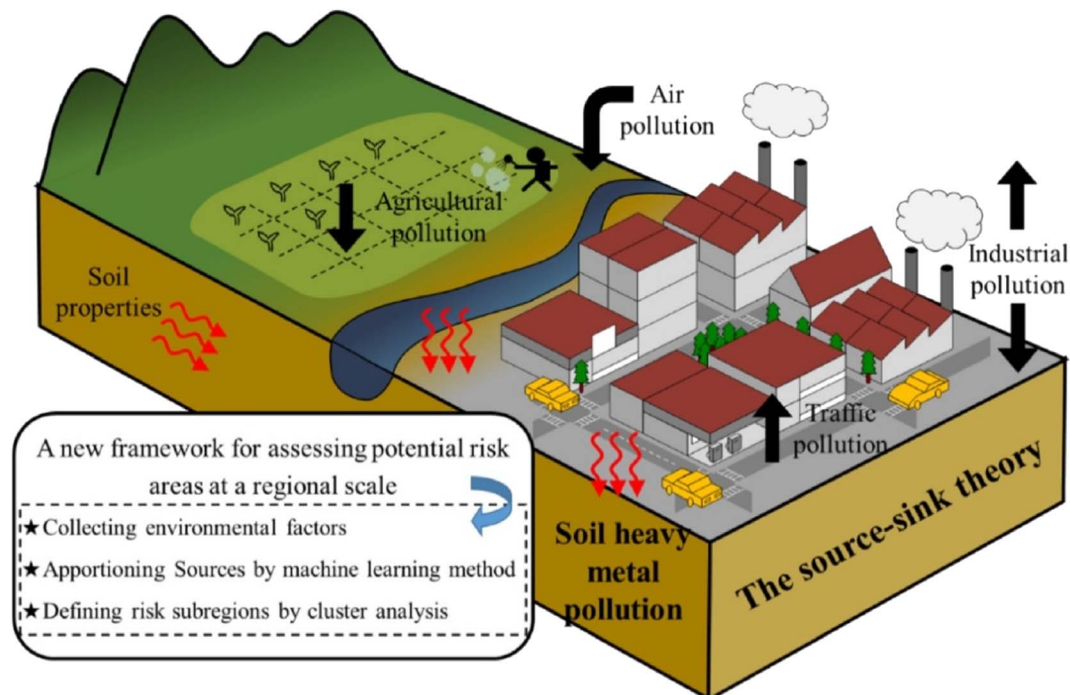 Air
pollution
Agricultural
pollution
Industrial
pollution
Soil
properties
Traffic
pollution
A new framework for assessing potential risk
areas at a regional scale
★Collecting environmental factors
★Apportioning Sources by machine learning method
★Defining risk subregions by cluster analysis
Soil heavy
metal
pollution
The source-sink theory